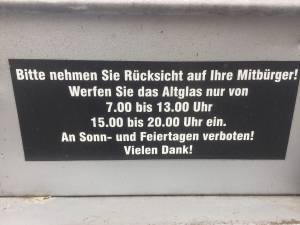 Bitte nehmen Sie Rücksicht auf Ihre Mitbürger!
Werfen Sie das Altglas nur von
7.00 bis 13.00 Uhr
15.00 bis 20.00 Uhr ein.
An Sonn- und Feiertagen verboten!
Vielen Dank!